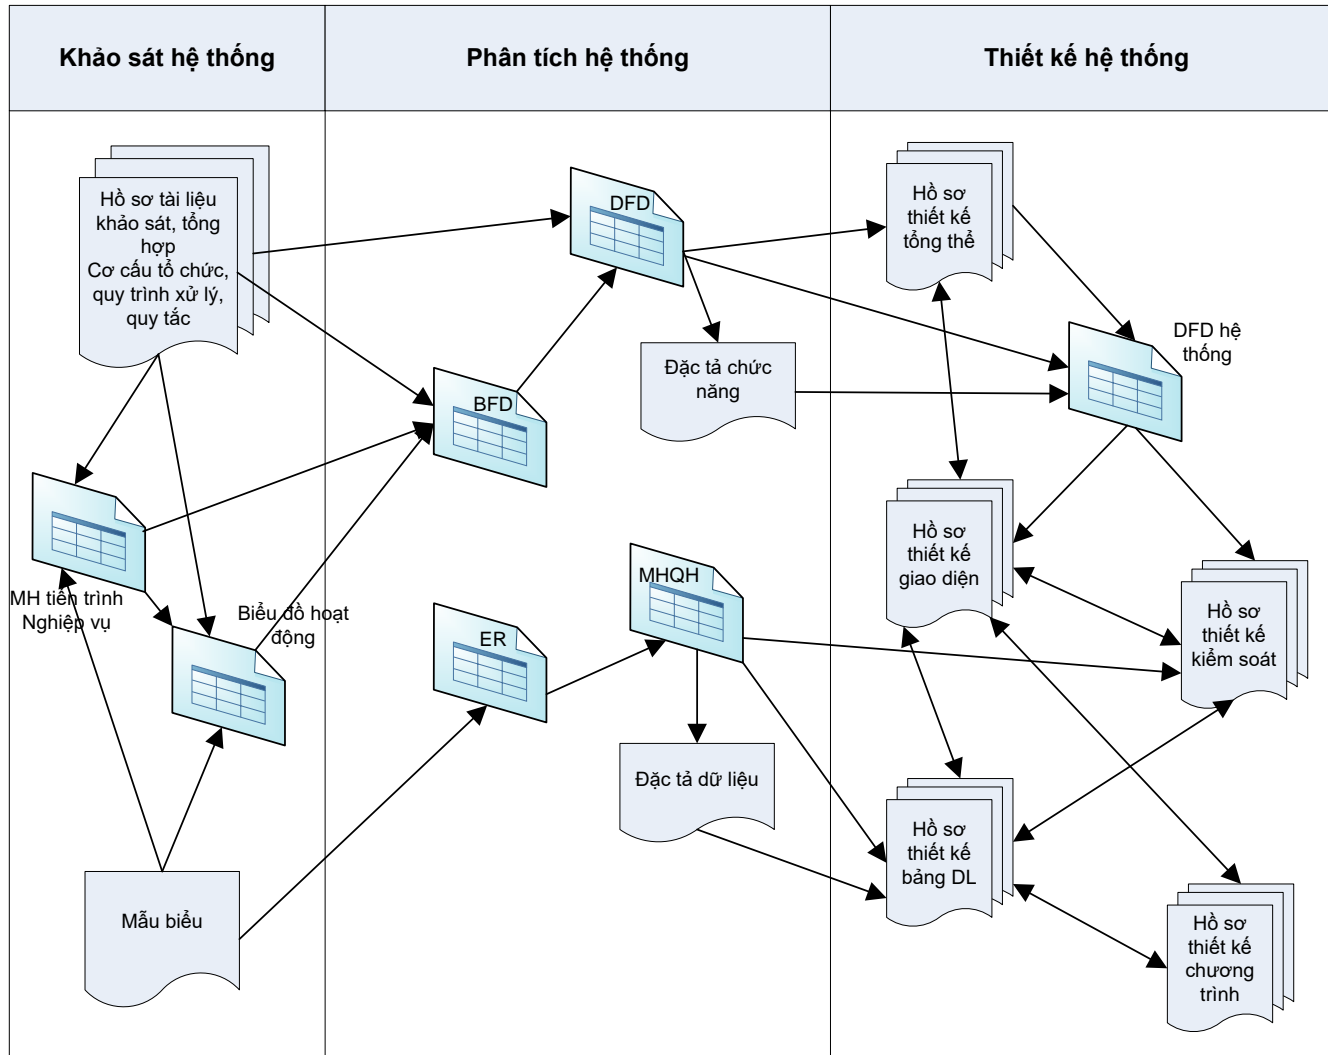 Khảo sát hệ thống
Phân tích hệ thống
Thiết kế hệ thống
Hồ sơ tài liệu
khảo sát, tổng
hợp
Cơ cấu tổ chức,
quy trình xử lý,
quy tắc
MH tiến trình
Nghiệp vụ
Biểu đồ hoạt
động
Mẫu biểu
DFD
BFD
Đặc tả chức
năng
MHQH
ER
Đặc tả dữ liệu
Hồ sơ
thiết kế
tổng thể
DFD hệ
thống
Hồ sơ
thiết kế
giao diện
Hồ sơ
thiết kế
kiểm soát
Hồ sơ
thiết kế
bảng DL
Hồ sơ
thiết kế
chương
trình